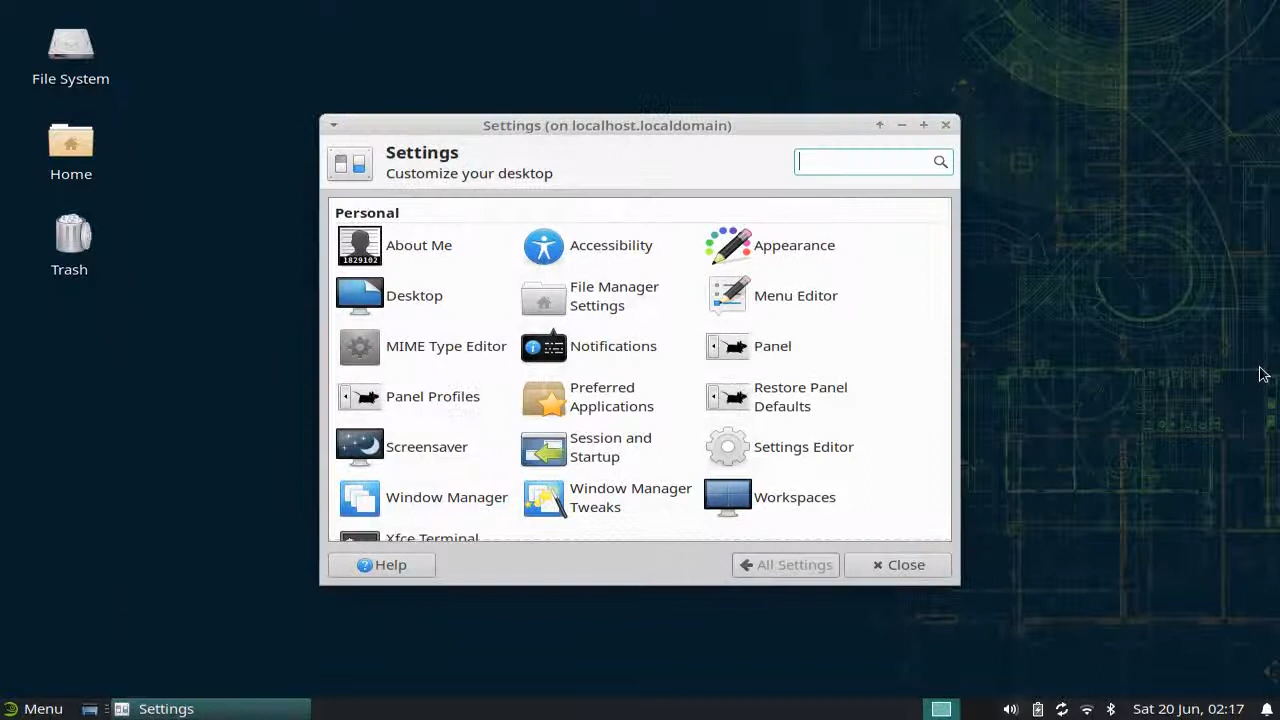 File System
Home
Trash
Settings (on localhost.localdomain)
Settings
Customize your desktop
Personal
About Me
Accessibility
Appearance
Desktop
File Manager
Settings
Menu Editor
MIME Type Editor
Notifications
Panel
Panel Profiles
Preferred
Applications
Restore Panel
Defaults
Screensaver
Session and
Startup
Settings Editor
Window Manager
Window Manager
Tweaks
Workspaces
Xfce Terminal
Help
All Settings
Close
Menu
Settings
Sat 20 Jun, 02:17
1829102